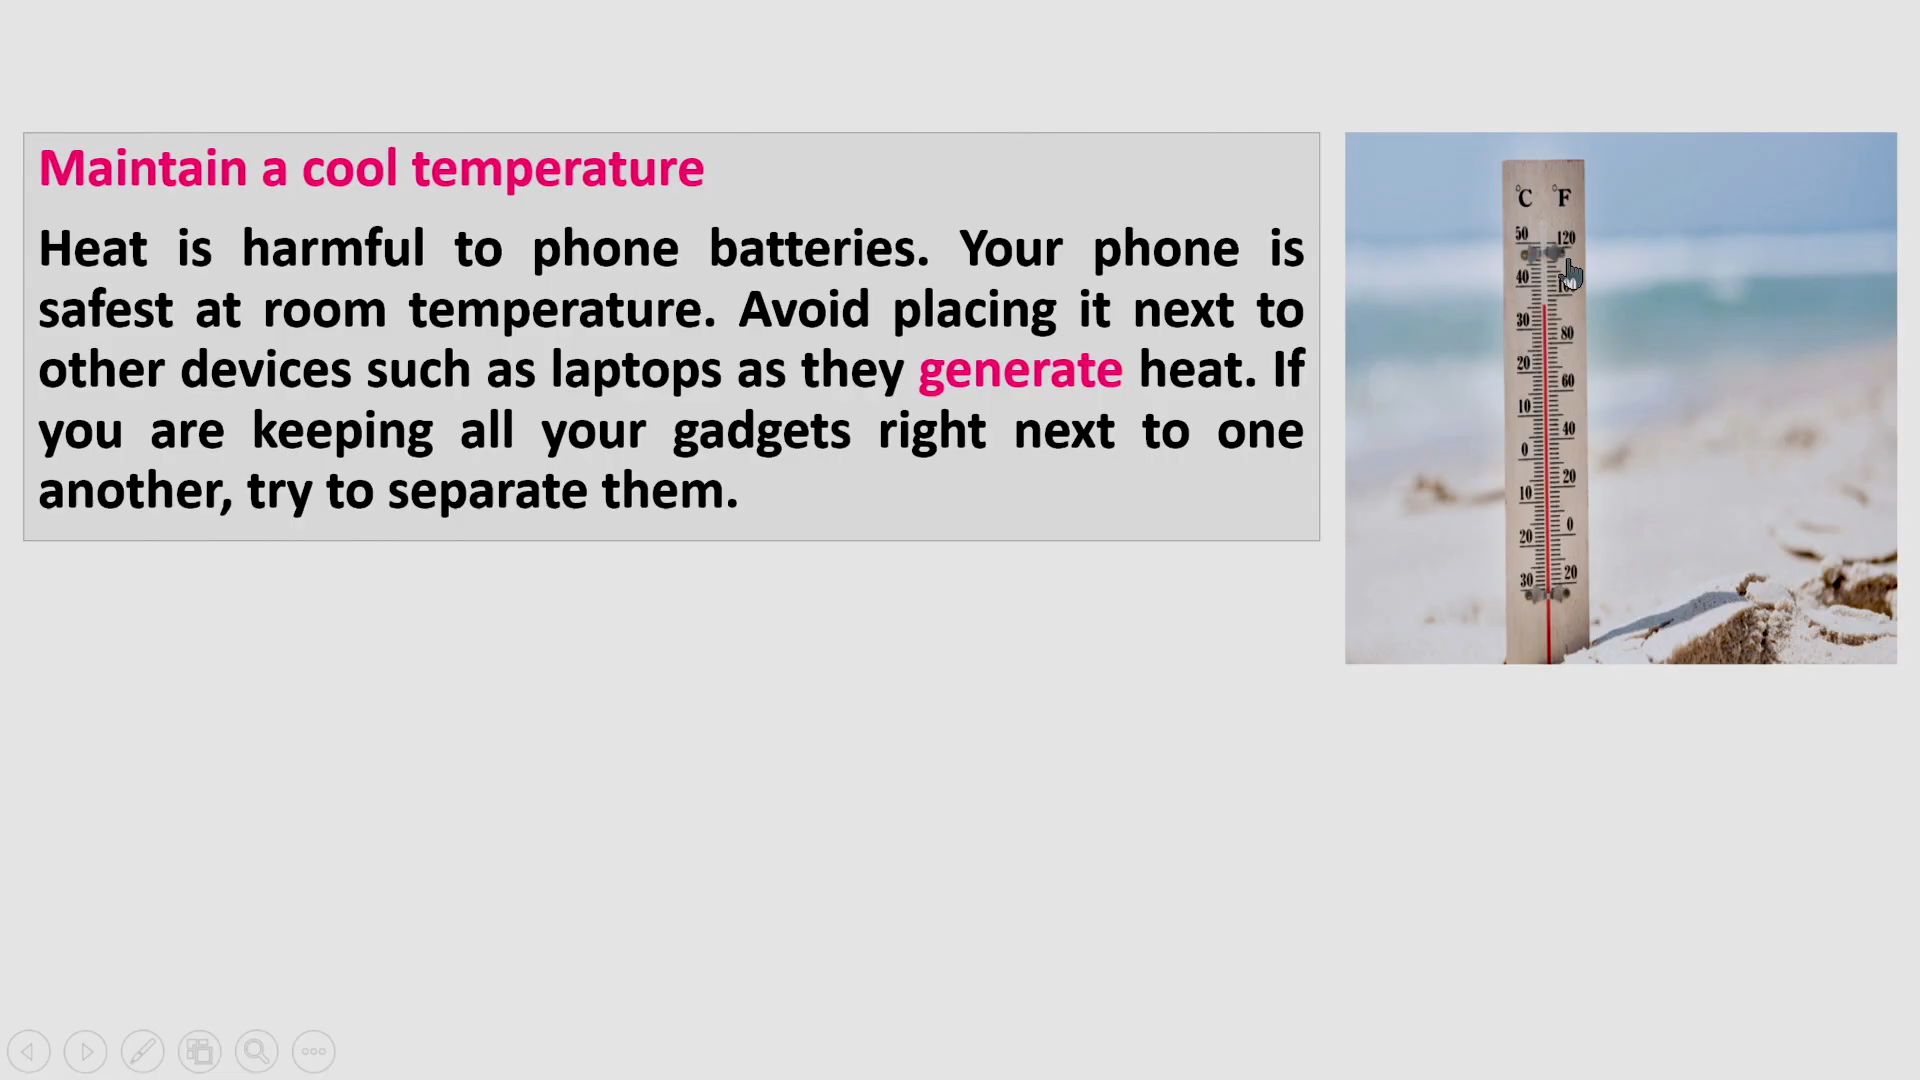 Maintain a cool temperature
Heat is harmful to phone batteries. Your phone is
safest at room temperature. Avoid placing it next to
other devices such as laptops as they generate heat. If
you are keeping all your gadgets right next to one
another, try to separate them.
°C °F
50 120
40 100
30 80
20 60
10 40
0 20
10 0
20 20
30